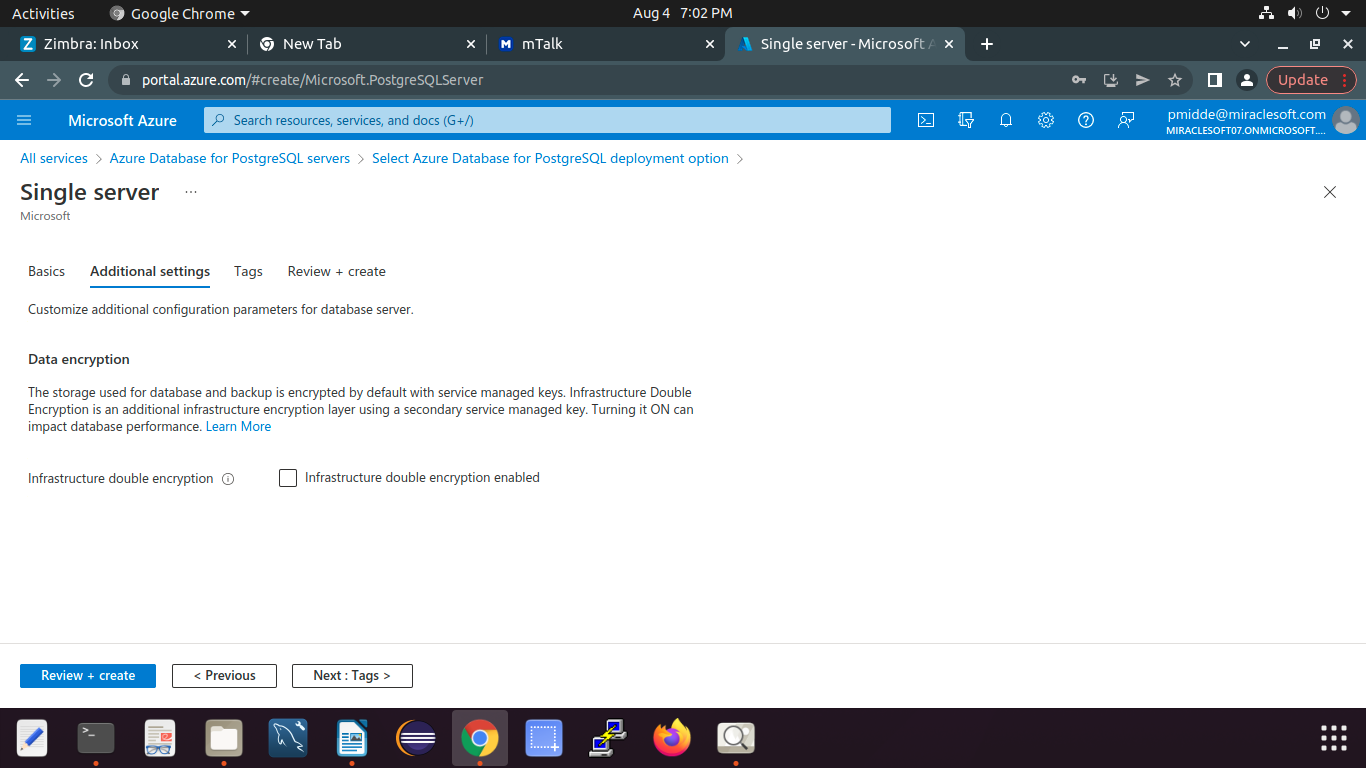 Activities
Google Chrome
Aug 4 7:02 PM
Z Zimbra: Inbox
New Tab
M mTalk
Single server - Microsoft A
portal.azure.com/#create/Microsoft.PostgreSQLServer
Update
Microsoft Azure
Search resources, services, and docs (G+/)
pmidde@miraclesoft.com
MIRACLESOFT07.ONMICROSOFT....
All services > Azure Database for PostgreSQL servers > Select Azure Database for PostgreSQL deployment option >
Single server ...
Microsoft
Basics
Additional settings
Tags
Review + create
Customize additional configuration parameters for database server.
Data encryption
The storage used for database and backup is encrypted by default with service managed keys. Infrastructure Double
Encryption is an additional infrastructure encryption layer using a secondary service managed key. Turning it ON can
impact database performance. Learn More
Infrastructure double encryption
Infrastructure double encryption enabled
Review + create
< Previous
Next : Tags >